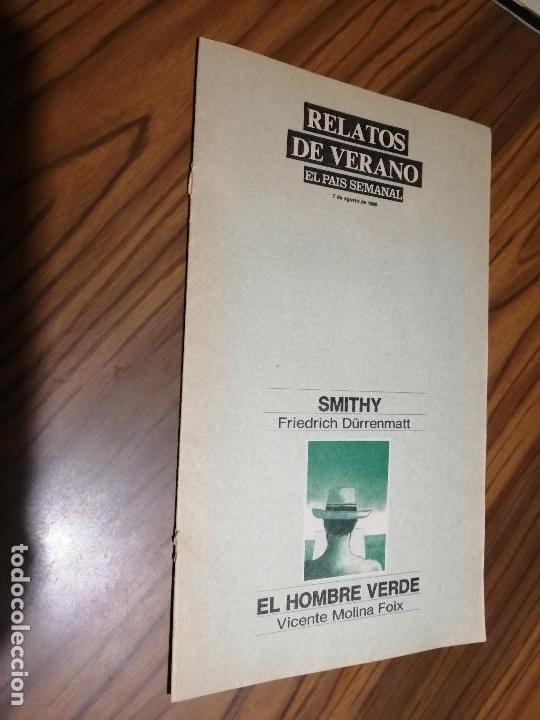 RELATOS
DE VERANO
EL PAIS SEMANAL
7 de agosto de 1988
SMITHY
Friedrich Dürrenmatt
EL HOMBRE VERDE
Vicente Molina Foix
todocoleccion